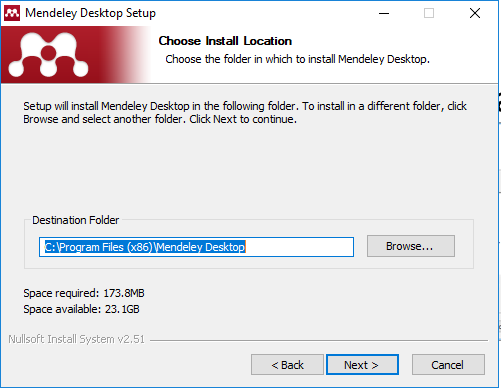 Mendeley Desktop Setup
Choose Install Location
Choose the folder in which to install Mendeley Desktop.
Setup will install Mendeley Desktop in the following folder. To install in a different folder, click
Browse and select another folder. Click Next to continue.
Destination Folder
C:\Program Files (x86)\Mendeley Desktop
Browse...
Space required: 173.8MB
Space available: 23.1GB
Nullsoft Install System v2.51
< Back
Next >
Cancel